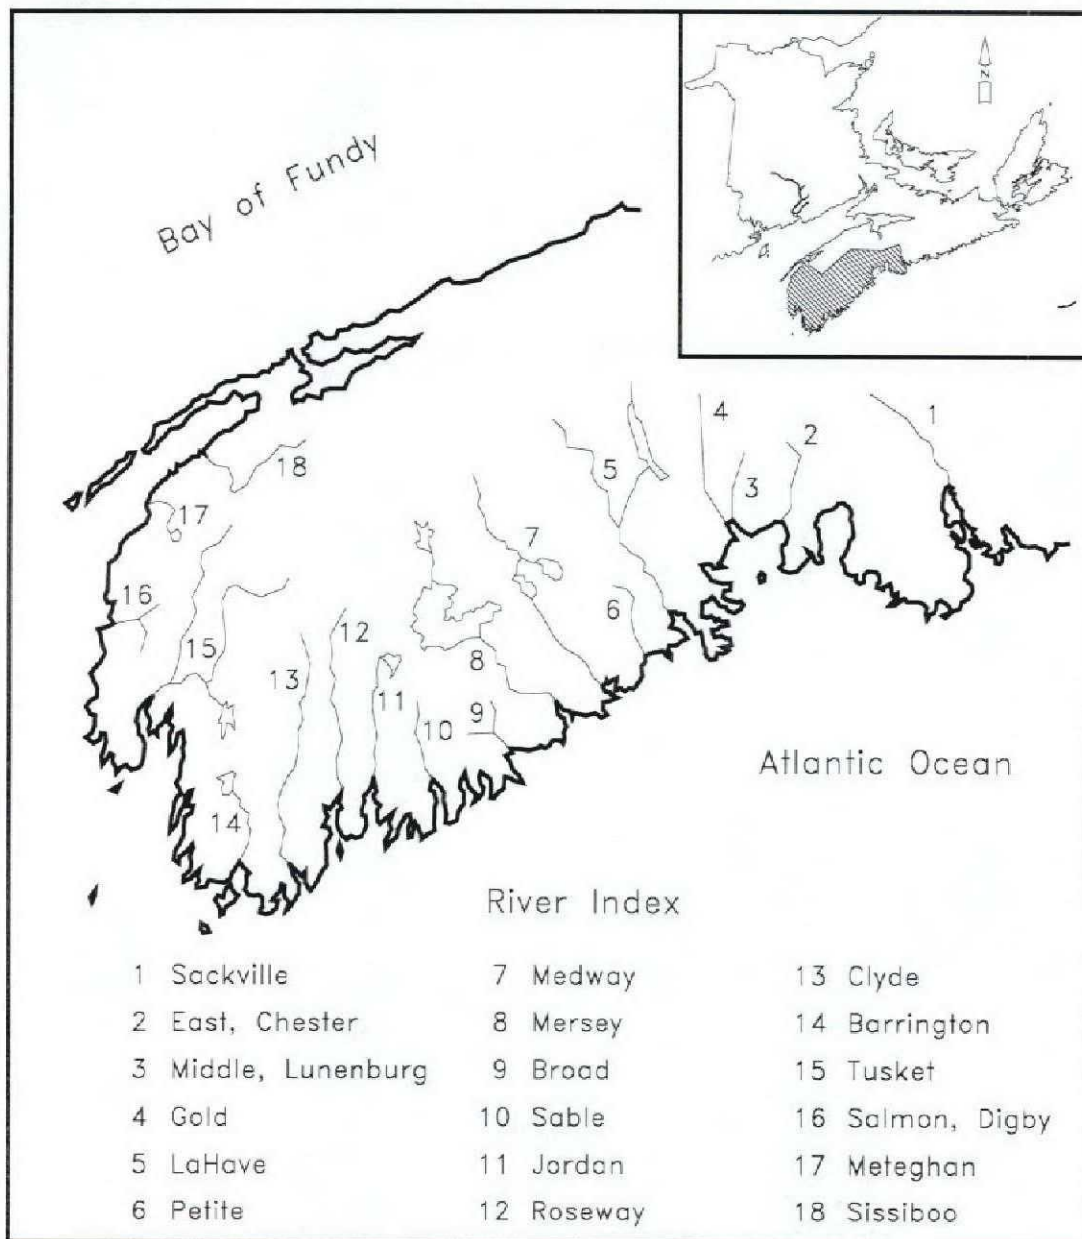 N
Bay of Fundy
1
2
3
4
5
6
7
8
9
10
11
12
13
14
15
16
17
18
Atlantic Ocean
River Index
1 Sackville
2 East, Chester
3 Middle, Lunenburg
4 Gold
5 LaHave
6 Petite
7 Medway
8 Mersey
9 Broad
10 Sable
11 Jordan
12 Roseway
13 Clyde
14 Barrington
15 Tusket
16 Salmon, Digby
17 Meteghan
18 Sissiboo